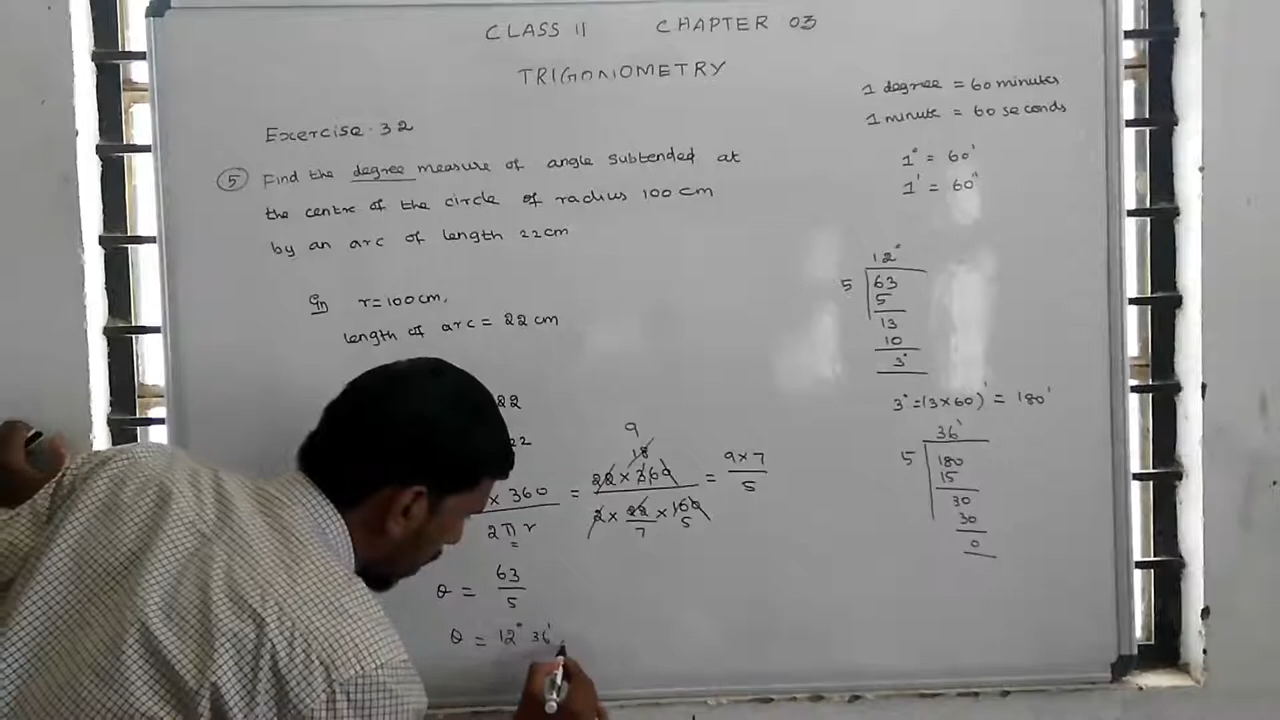 CLASS 11 CHAPTER 03
TRIGONOMETRY
Exercise. 3 2
⑤ Find the degree measure of angle subtended at
the centre of the circle of radius 100 cm
by an arc of length 22cm
r = 100 cm,
length of arc = 22 cm
22
22
× 360 / 2πr = 22 × 360 / 2 × 22/7 × 100 = 9 × 7 / 5
9
18
5
θ = 63/5
θ = 12° 36'
1 degree = 60 minutes
1 minute = 60 seconds
1° = 60'
1' = 60"
12°
5 63
5
13
10
3°
3° = (3×60)' = 180'
36'
5 180
15
30
30
0